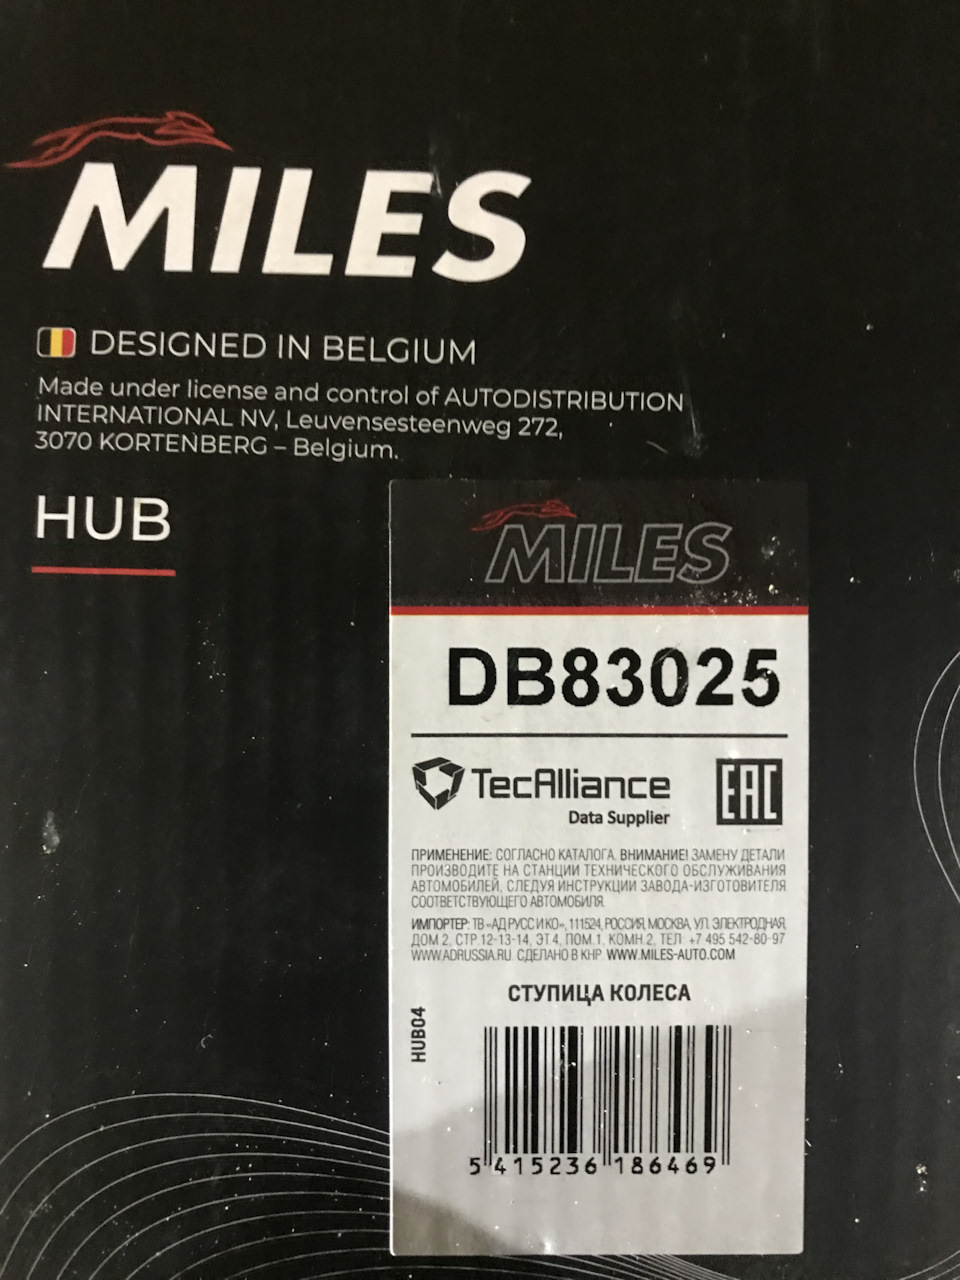 MILES
DESIGNED IN BELGIUM
Made under license and control of AUTODISTRIBUTION
INTERNATIONAL NV, Leuvensesteenweg 272,
3070 KORTENBERG – Belgium.
HUB
MILES
DB83025
TecAlliance
Data Supplier
EAC
ПРИМЕНЕНИЕ: СОГЛАСНО КАТАЛОГА. ВНИМАНИЕ! ЗАМЕНУ ДЕТАЛИ
ПРОИЗВОДИТЕ НА СТАНЦИИ ТЕХНИЧЕСКОГО ОБСЛУЖИВАНИЯ
АВТОМОБИЛЕЙ, СЛЕДУЯ ИНСТРУКЦИИ ЗАВОДА-ИЗГОТОВИТЕЛЯ
СООТВЕТСТВУЮЩЕГО АВТОМОБИЛЯ.
ИМПОРТЕР: ТВ «АД РУСС И КО», 111524, РОССИЯ, МОСКВА, УЛ. ЭЛЕКТРОДНАЯ,
ДОМ 2, СТР.12-13-14, ЭТ.4, ПОМ.1, КОМН.2, ТЕЛ: +7 495 542-80-97
WWW.ADRUSSIA.RU. СДЕЛАНО В КНР. WWW.MILES-AUTO.COM
СТУПИЦА КОЛЕСА
HUB04
5 415236 186469